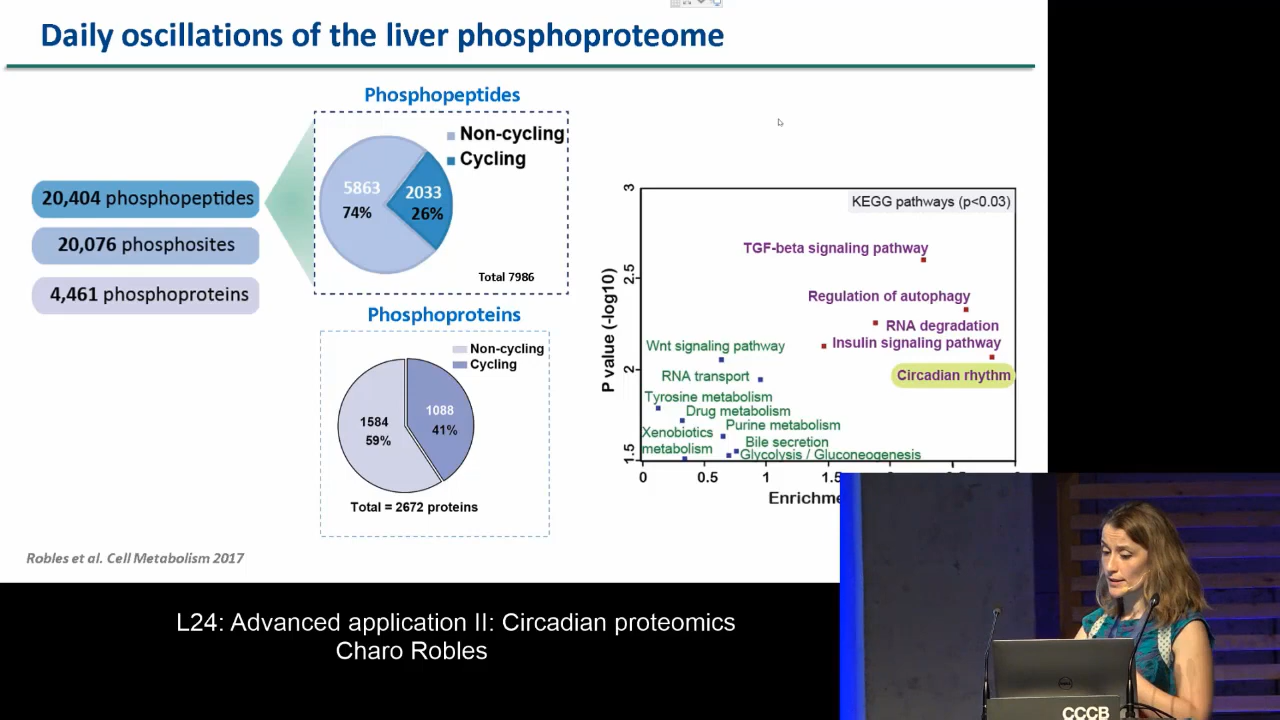 Daily oscillations of the liver phosphoproteome
20,404 phosphopeptides
20,076 phosphosites
4,461 phosphoproteins
Phosphopeptides
Non-cycling
Cycling
5863
74%
2033
26%
Total 7986
Phosphoproteins
Non-cycling
Cycling
1584
59%
1088
41%
Total = 2672 proteins
KEGG pathways (p<0.03)
P value (-log10)
3
2.5
2
1.5
TGF-beta signaling pathway
Regulation of autophagy
RNA degradation
Insulin signaling pathway
Circadian rhythm
Wnt signaling pathway
RNA transport
Tyrosine metabolism
Drug metabolism
Purine metabolism
Xenobiotics
metabolism
Bile secretion
Glycolysis / Gluconeogenesis
0
0.5
1
Enrichme
Robles et al. Cell Metabolism 2017
L24: Advanced application II: Circadian proteomics
Charo Robles
DELL
CCCB